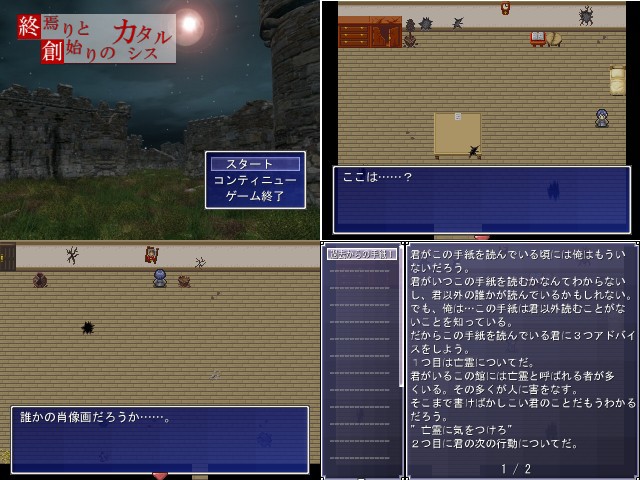 終焉りと
創始りの
カタル
シス
スタート
コンティニュー
ゲーム終了
ここは……？
誰かの肖像画だろうか……。
過去からの手紙1
君がこの手紙を読んでいる頃には俺はもうい
ないだろう。
君がいつこの手紙を読むかなんてわからない
し、君以外の誰かが読んでいるかもしれない。
でも、俺は…この手紙は君以外読むことがな
いことを知っている。
だからこの手紙を読んでいる君に３つアドバイ
スをしよう。
１つ目は亡霊についてだ。
君がいるこの館には亡霊と呼ばれる者が多
くいる。その多くが人に害をなす。
そこまで書けばかしこい君のことだもうわかる
だろう。
”亡霊に気をつけろ”
２つ目に君の次の行動についてだ。
1 / 2